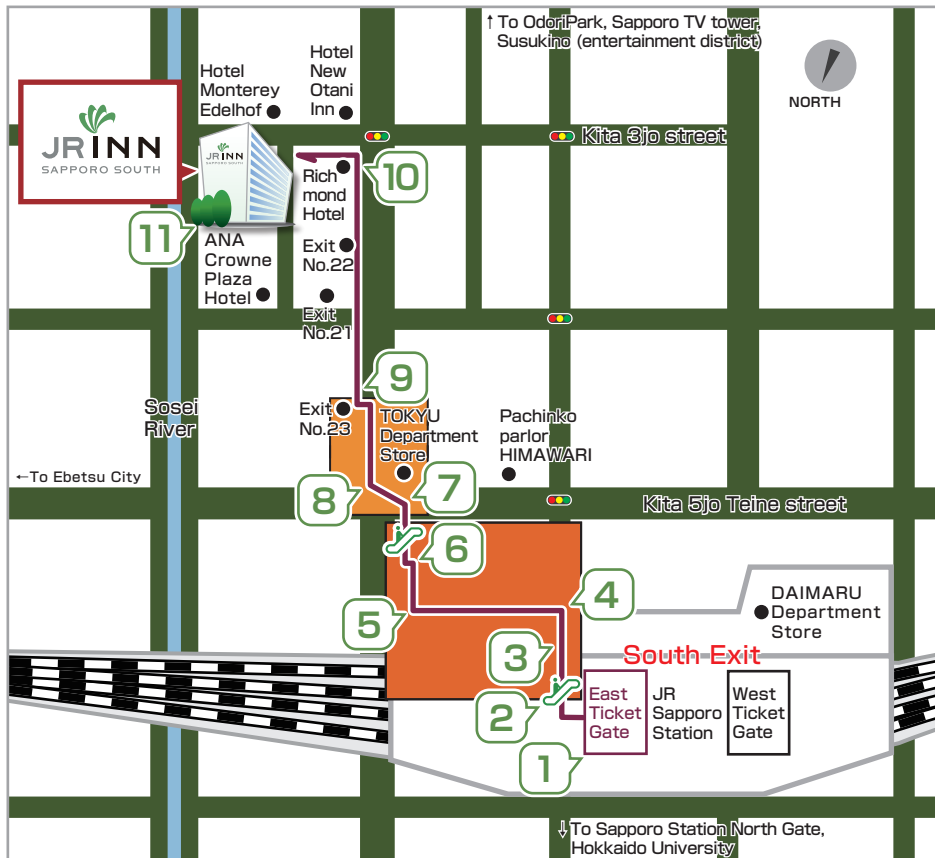 ↑To OdoriPark, Sapporo TV tower,
Susukino (entertainment district)
NORTH
Hotel
Monterey
Edelhof
Hotel
New
Otani
Inn
JR INN
SAPPORO SOUTH
JR INN
SAPPORO SOUTH
Kita 3jo street
10
Rich
mond
Hotel
11
ANA
Crowne
Plaza
Hotel
Exit
No.22
Exit
No.21
9
Sosei
River
Exit
No.23
TOKYU
Department
Store
Pachinko
parlor
HIMAWARI
←To Ebetsu City
8
7
Kita 5jo Teine street
6
5
4
DAIMARU
Department
Store
3
South Exit
2
East
Ticket
Gate
JR
Sapporo
Station
West
Ticket
Gate
1
↓To Sapporo Station North Gate,
Hokkaido University